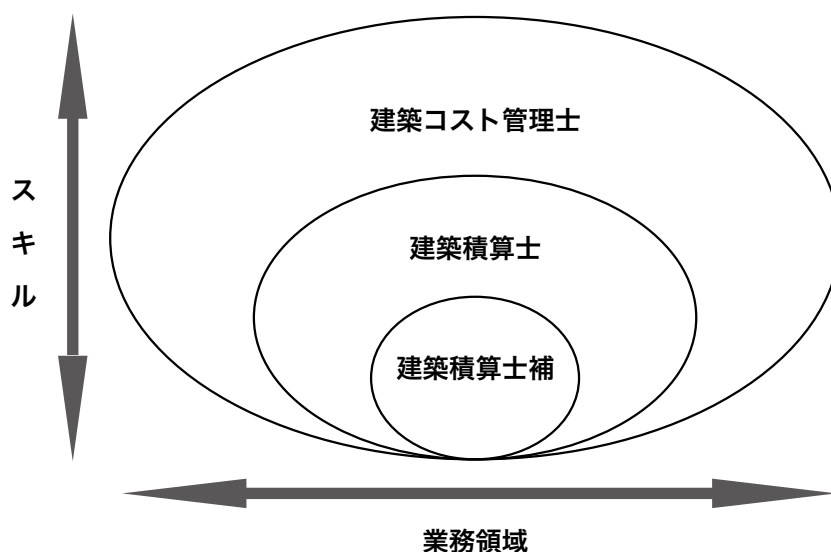 建築コスト管理士
スキル
建築積算士
建築積算士補
業務領域